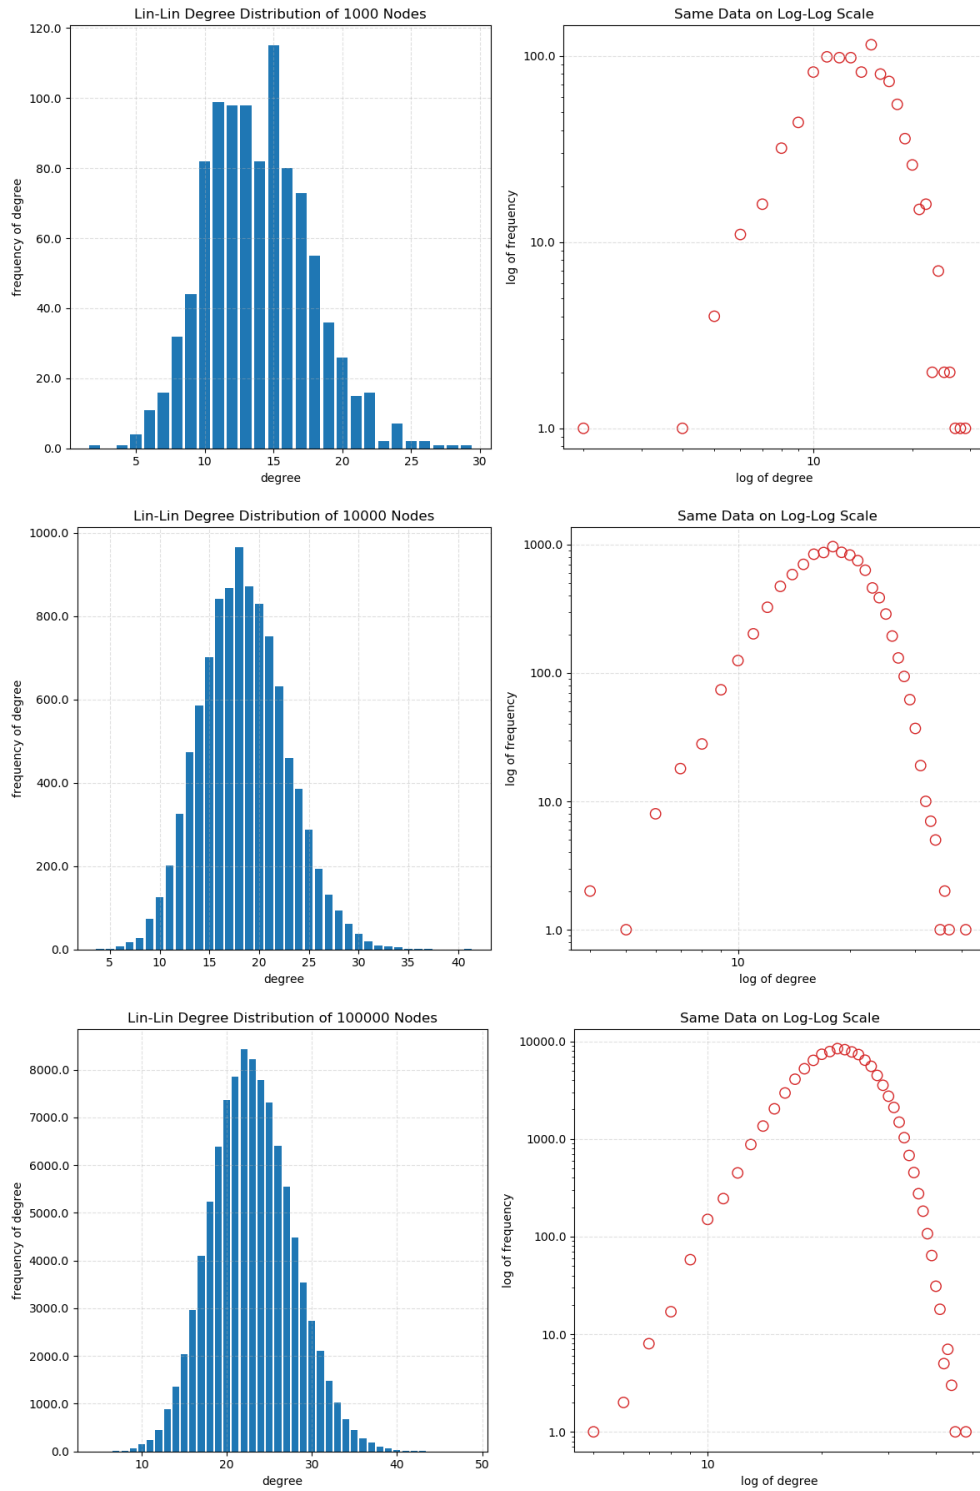 Lin-Lin Degree Distribution of 1000 Nodes
120.0
100.0
80.0
60.0
40.0
20.0
0.0
frequency of degree
5 10 15 20 25 30
degree
Same Data on Log-Log Scale
100.0
10.0
1.0
log of frequency
10
log of degree
Lin-Lin Degree Distribution of 10000 Nodes
1000.0
800.0
600.0
400.0
200.0
0.0
frequency of degree
5 10 15 20 25 30 35 40
degree
Same Data on Log-Log Scale
1000.0
100.0
10.0
1.0
log of frequency
10
log of degree
Lin-Lin Degree Distribution of 100000 Nodes
8000.0
7000.0
6000.0
5000.0
4000.0
3000.0
2000.0
1000.0
0.0
frequency of degree
10 20 30 40 50
degree
Same Data on Log-Log Scale
10000.0
1000.0
100.0
10.0
1.0
log of frequency
10
log of degree